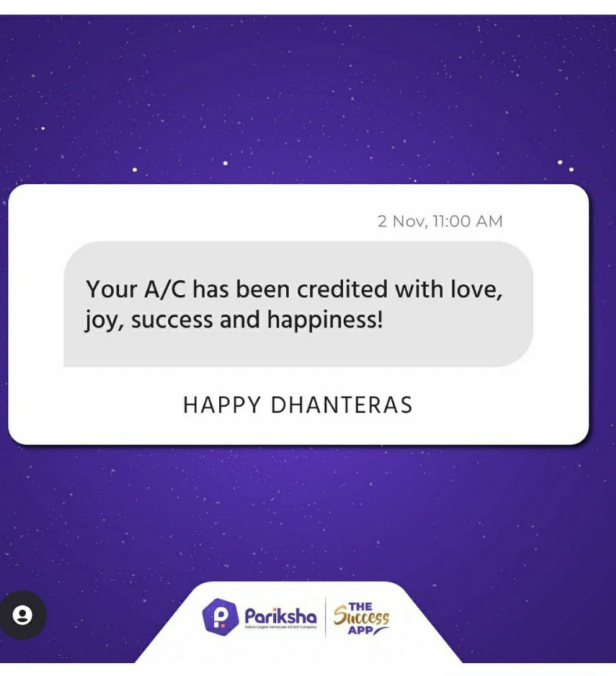 2 Nov, 11:00 AM
Your A/C has been credited with love,
joy, success and happiness!
HAPPY DHANTERAS
Pariksha
THE
Success
APP